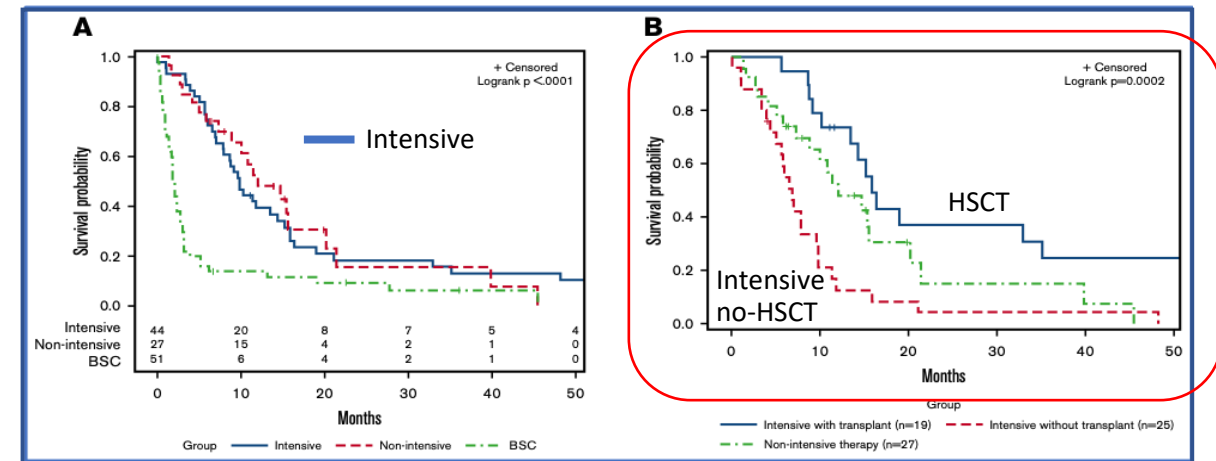 A
1.0
0.8
0.6
0.4
0.2
0.0
Survival probability
+ Censored
Logrank p <.0001
Intensive
Intensive 44 20 8 7 5 4
Non-intensive 27 15 4 2 1 0
BSC 51 6 4 2 1 0
0 10 20 30 40 50
Months
Group Intensive Non-intensive BSC
B
1.0
0.8
0.6
0.4
0.2
0.0
Survival probability
+ Censored
Logrank p=0.0002
HSCT
Intensive
no-HSCT
0 10 20 30 40 50
Months
Group
Intensive with transplant (n=19) Intensive without transplant (n=25)
Non-intensive therapy (n=27)